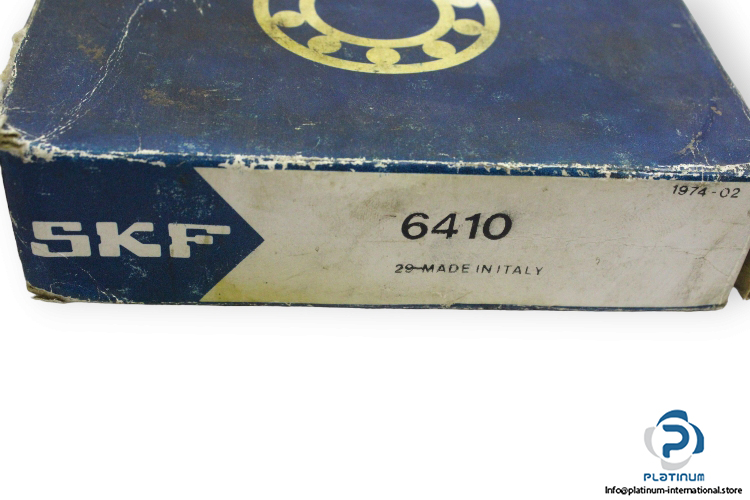 1974-02
SKF
6410
29 MADE IN ITALY
PLATINUM
Info@platinum-international.store